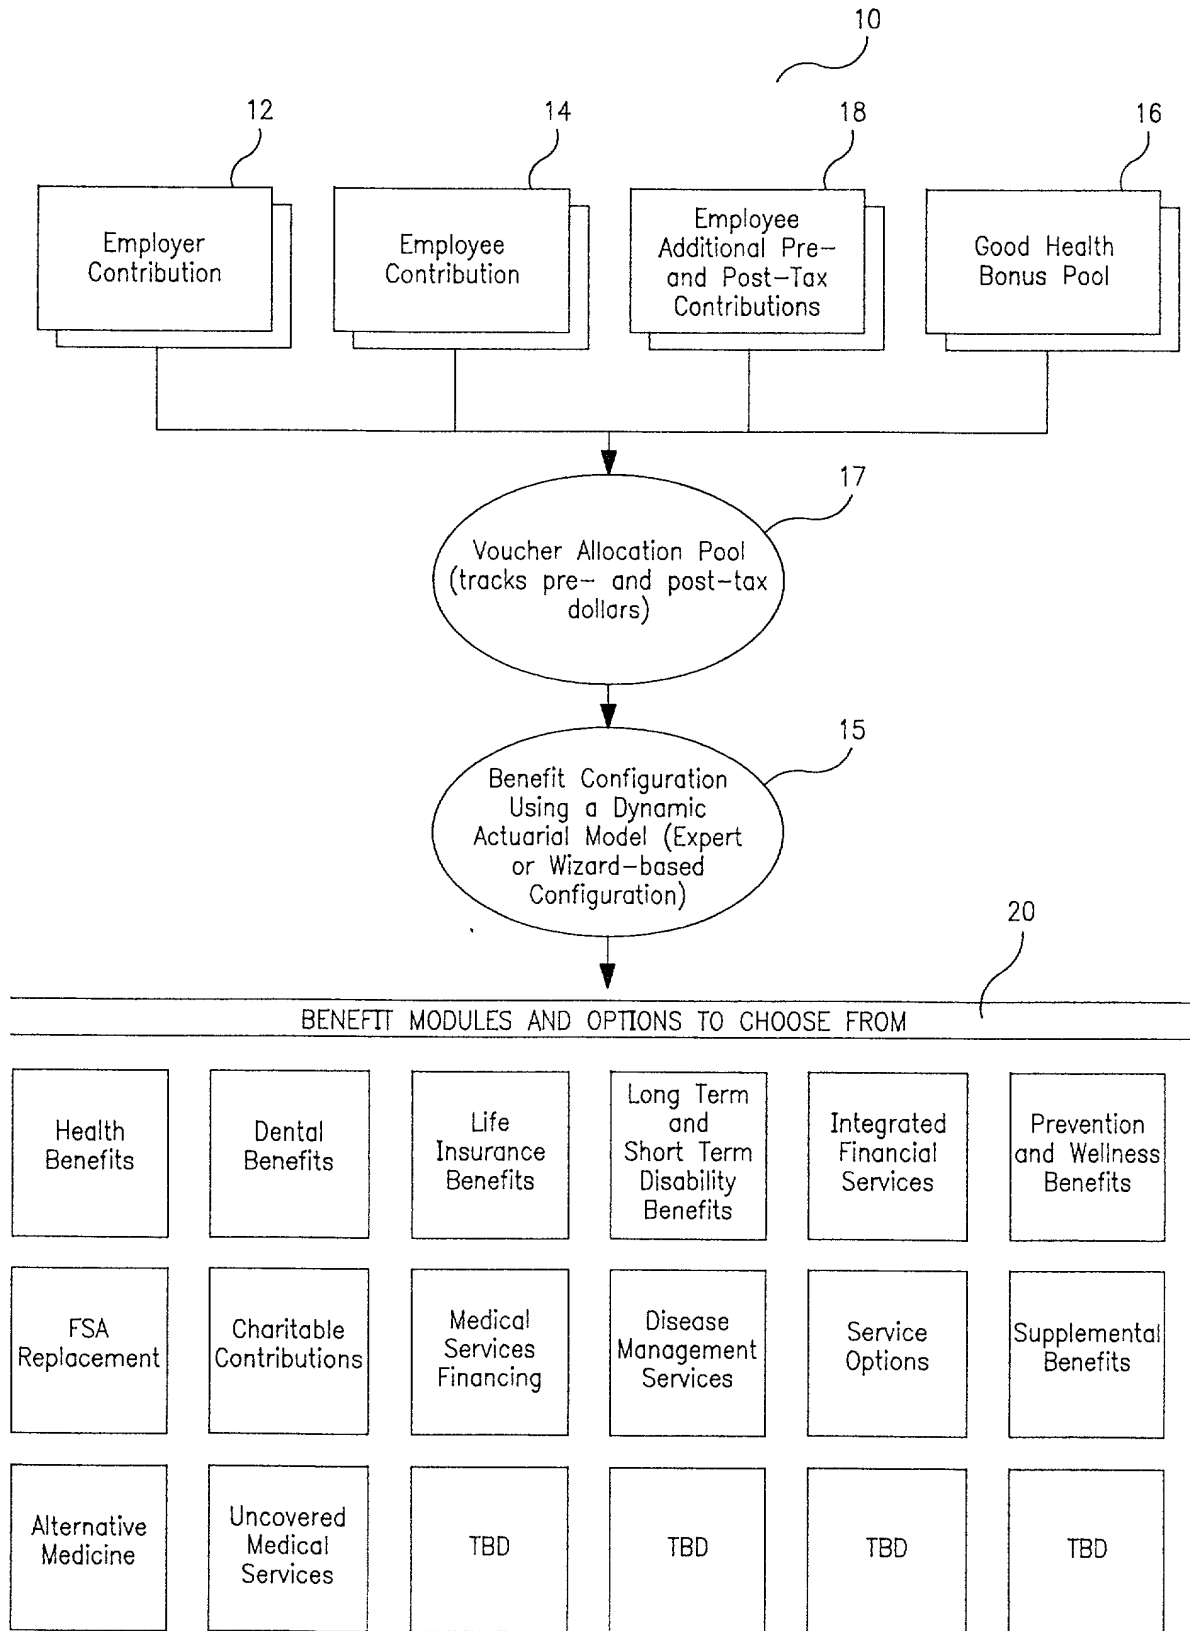 10
12
14
18
16
Employer
Contribution
Employee
Contribution
Employee
Additional Pre-
and Post-Tax
Contributions
Good Health
Bonus Pool
17
Voucher Allocation Pool
(tracks pre- and post-tax
dollars)
15
Benefit Configuration
Using a Dynamic
Actuarial Model (Expert
or Wizard-based
Configuration)
20
BENEFIT MODULES AND OPTIONS TO CHOOSE FROM
Health
Benefits
Dental
Benefits
Life
Insurance
Benefits
Long Term
and
Short Term
Disability
Benefits
Integrated
Financial
Services
Prevention
and Wellness
Benefits
FSA
Replacement
Charitable
Contributions
Medical
Services
Financing
Disease
Management
Services
Service
Options
Supplemental
Benefits
Alternative
Medicine
Uncovered
Medical
Services
TBD
TBD
TBD
TBD